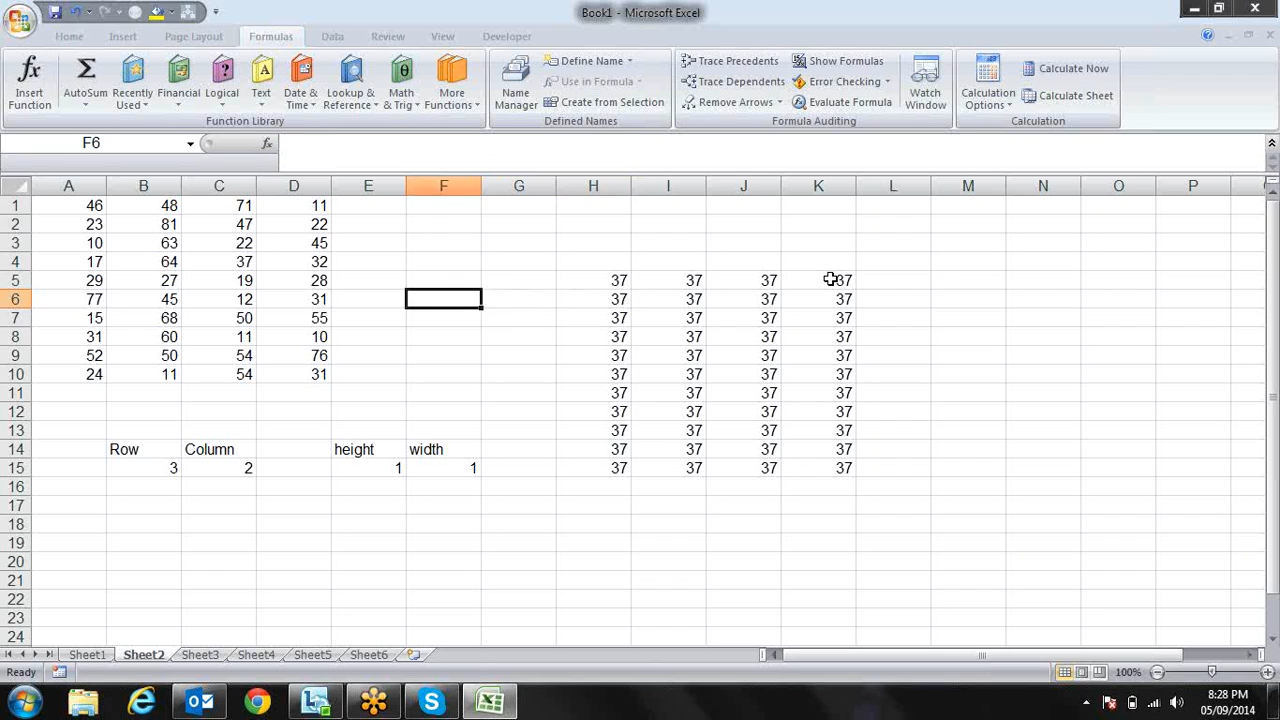 Book1 - Microsoft Excel
Home Insert Page Layout Formulas Data Review View Developer
fx Σ A θ
Insert Function AutoSum Recently Used Financial Logical Text Date & Time Lookup & Reference Math & Trig More Functions
Function Library
Name Manager Define Name Use in Formula Create from Selection
Defined Names
Trace Precedents Show Formulas
Trace Dependents Error Checking
Remove Arrows Evaluate Formula
Formula Auditing
Watch Window
Calculation Options Calculate Now Calculate Sheet
Calculation
F6 fx
A B C D E F G H I J K L M N O P
1 46 48 71 11
2 23 81 47 22
3 10 63 22 45
4 17 64 37 32
5 29 27 19 28 37 37 37 37
6 77 45 12 31 37 37 37 37
7 15 68 50 55 37 37 37 37
8 31 60 11 10 37 37 37 37
9 52 50 54 76 37 37 37 37
10 24 11 54 31 37 37 37 37
11 37 37 37 37
12 37 37 37 37
13 37 37 37 37
14 Row Column height width 37 37 37 37
15 3 2 1 1 37 37 37 37
16
17
18
19
20
21
22
23
24
Sheet1 Sheet2 Sheet3 Sheet4 Sheet5 Sheet6
Ready 100%
8:28 PM
05/09/2014